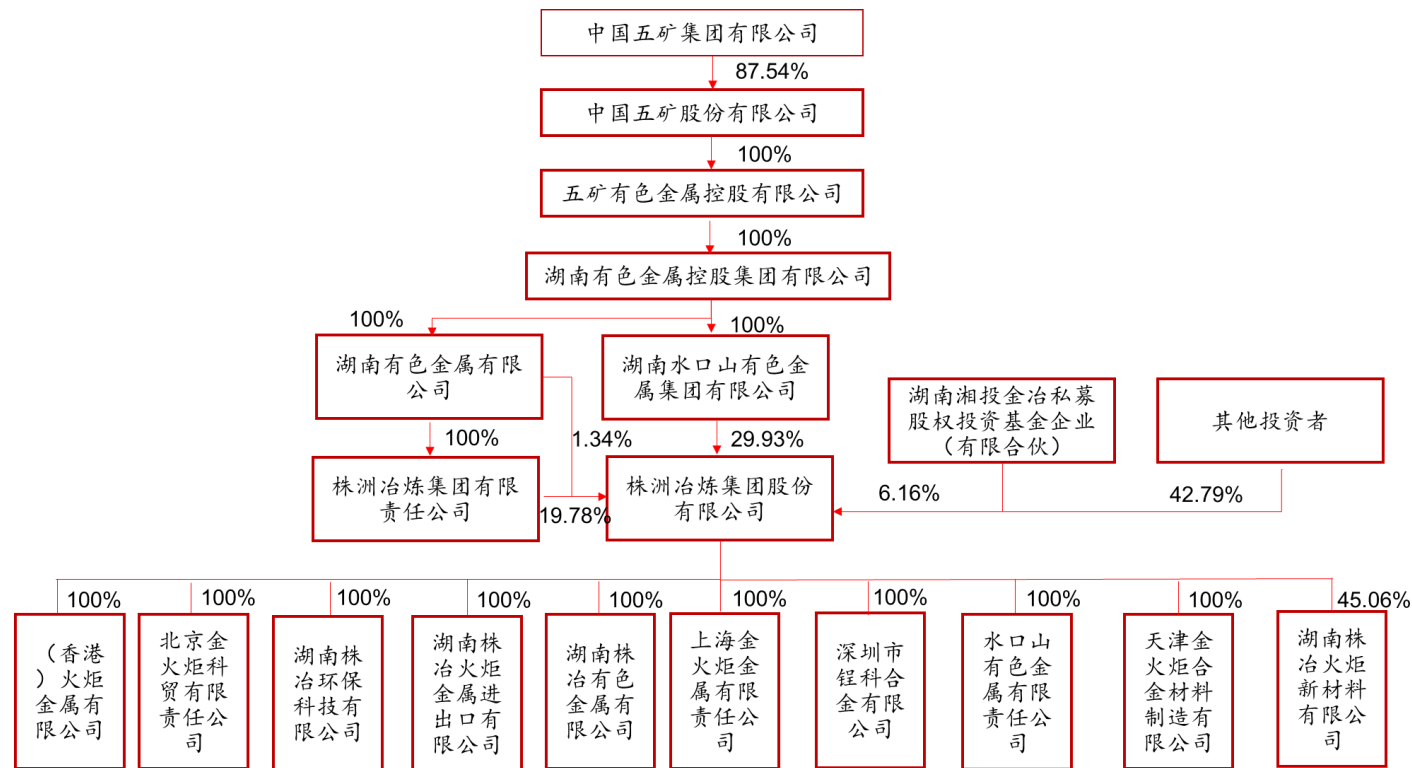 中国五矿集团有限公司
87.54%
中国五矿股份有限公司
100%
五矿有色金属控股有限公司
100%
湖南有色金属控股集团有限公司
100%
100%
湖南有色金属有限
公司
湖南水口山有色金
属集团有限公司
湖南湘投金冶私募
股权投资基金企业
（有限合伙）
其他投资者
100%
1.34%
29.93%
株洲冶炼集团有限
责任公司
19.78%
株洲冶炼集团股份
有限公司
6.16%
42.79%
100%
100%
100%
100%
100%
100%
100%
100%
100%
45.06%
（香港
）火炬
金属有
限公司
北京金
火炬科
贸有限
责任公
司
湖南株
冶环保
科技有
限公司
湖南株
冶火炬
金属进
出口有
限公司
湖南株
冶有色
金属有
限公司
上海金
火炬金
属有限
责任公
司
深圳市
锃科合
金有限
公司
水口山
有色金
属有限
责任公
司
天津金
火炬合
金材料
制造有
限公司
湖南株
冶火炬
新材料
有限公
司